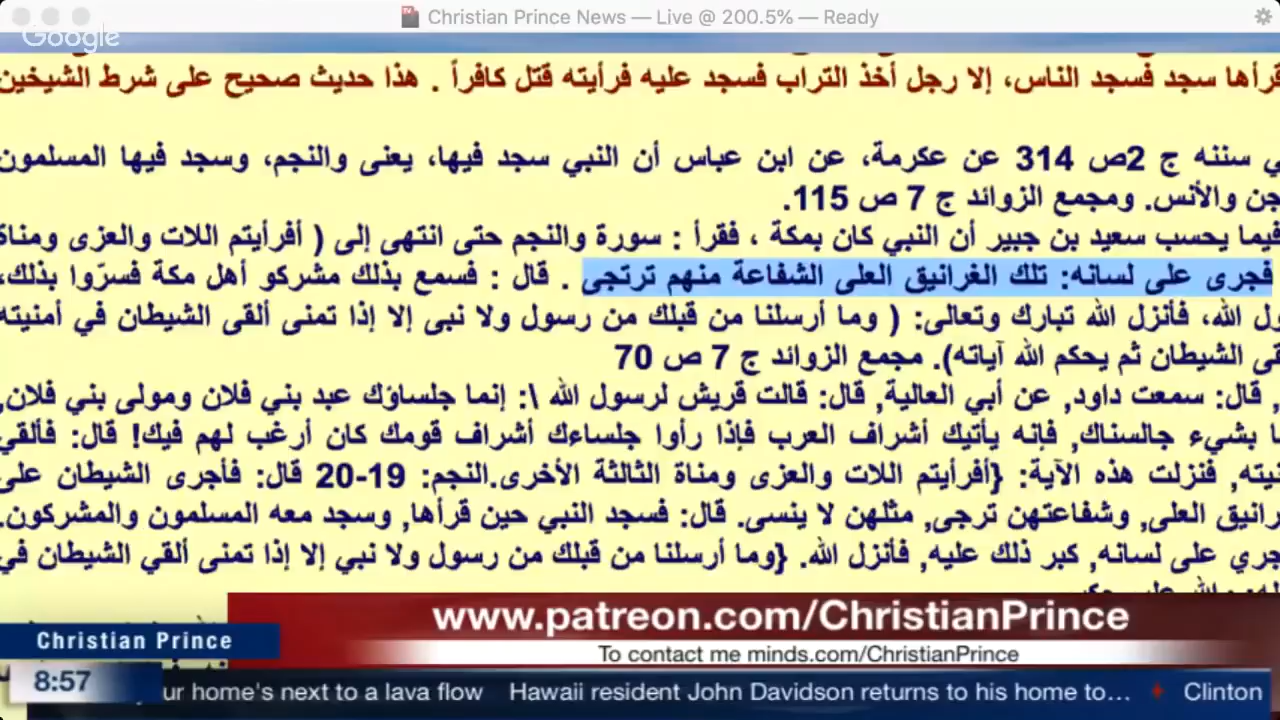 Christian Prince News — Live @ 200.5% — Ready
Google
قرأها سجد فسجد الناس، إلا رجل أخذ التراب فسجد عليه فرأيته قتل كافراً . هذا حديث صحيح على شرط الشيخين
ي سننه ج 2ص 314 عن عكرمة، عن ابن عباس أن النبي سجد فيها، يعنى والنجم، وسجد فيها المسلمون
جن والأنس. ومجمع الزوائد ج 7 ص 115.
فيما يحسب سعيد بن جبير أن النبي كان بمكة ، فقرأ : سورة والنجم حتى انتهى إلى ( أفرأيتم اللات والعزى ومناة
فجرى على لسانه: تلك الغرانيق العلى الشفاعة منهم ترتجى . قال : فسمع بذلك مشركو أهل مكة فسرّوا بذلك،
ول الله، فأنزل الله تبارك وتعالى: ( وما أرسلنا من قبلك من رسول ولا نبى إلا إذا تمنى ألقى الشيطان في أمنيته
قى الشيطان ثم يحكم الله آياته). مجمع الزوائد ج 7 ص 70
, قال: سمعت داود, عن أبي العالية, قال: قالت قريش لرسول الله \: إنما جلساؤك عبد بني فلان ومولى بني فلان,
ا بشيء جالسناك, فإنه يأتيك أشراف العرب فإذا رأوا جلساءك أشراف قومك كان أرغب لهم فيك! قال: فألقي
نيته, فنزلت هذه الآية: {أفرأيتم اللات والعزى ومناة الثالثة الأخرى.النجم: 19-20 قال: فأجرى الشيطان على
رانيق العلى, وشفاعتهن ترجى, مثلهن لا ينسى. قال: فسجد النبي حين قرأها, وسجد معه المسلمون والمشركون.
جري على لسانه, كبر ذلك عليه, فأنزل الله. {وما أرسلنا من قبلك من رسول ولا نبي إلا إذا تمنى ألقي الشيطان في
www.patreon.com/ChristianPrince
Christian Prince
To contact me minds.com/ChristianPrince
8:57
ur home's next to a lava flow Hawaii resident John Davidson returns to his home to... Clinton